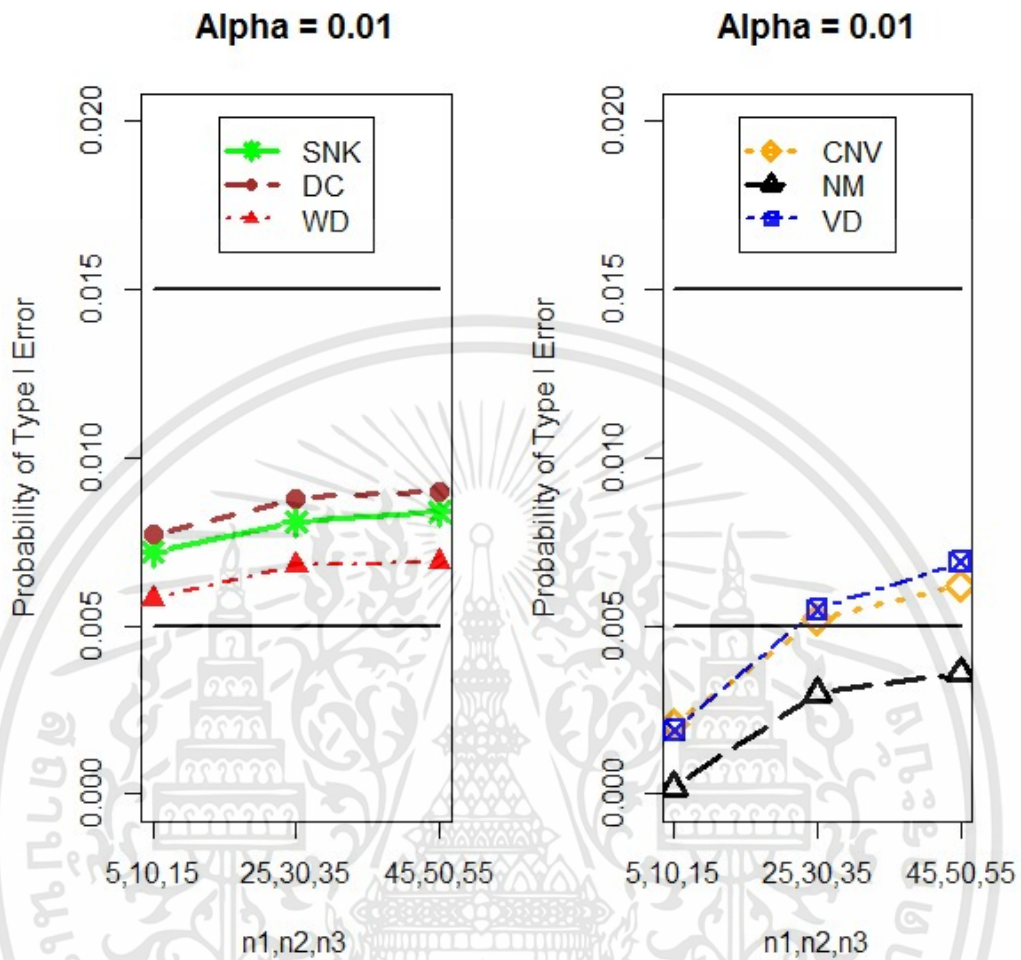 Alpha = 0.01
Probability of Type I Error
0.020
0.015
0.010
0.005
0.000
SNK
DC
WD
5,10,15
25,30,35
45,50,55
n1,n2,n3
Alpha = 0.01
Probability of Type I Error
0.020
0.015
0.010
0.005
0.000
CNV
NM
VD
5,10,15
25,30,35
45,50,55
n1,n2,n3